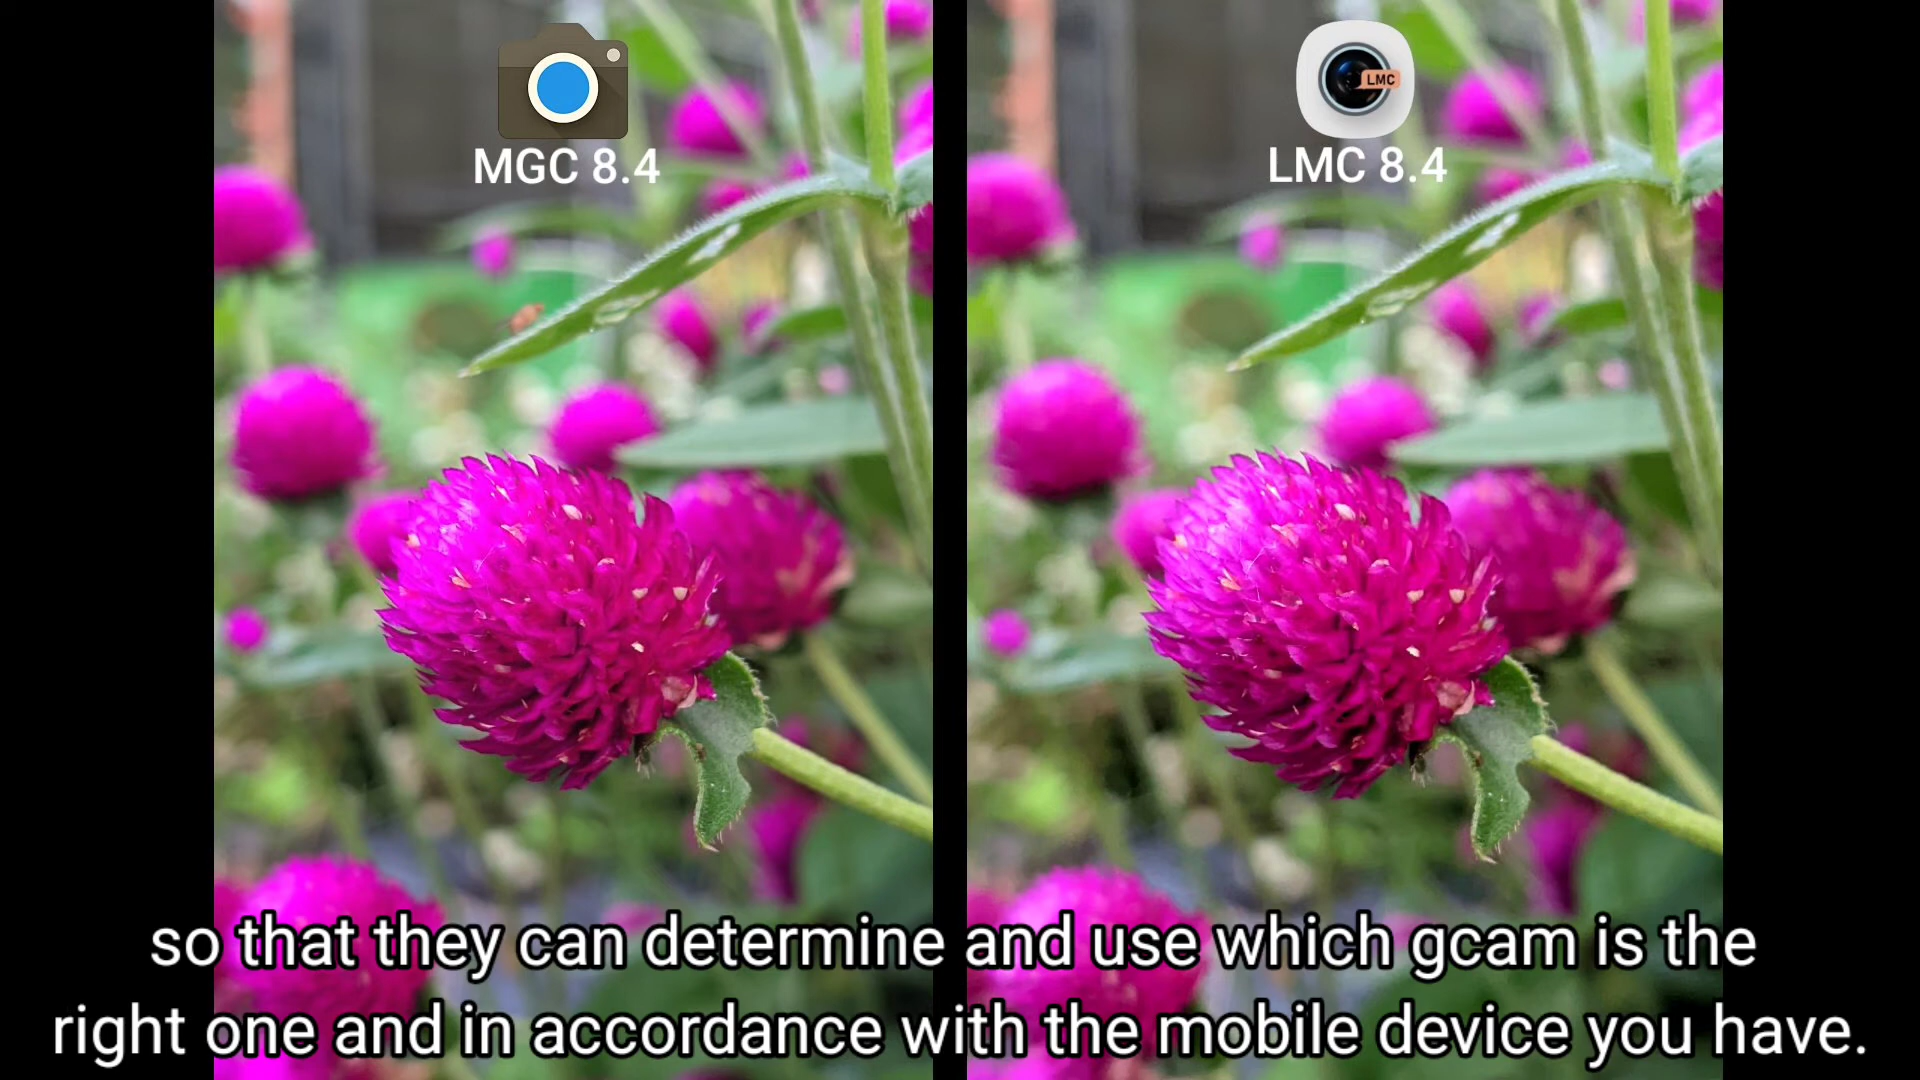 LMC
MGC 8.4
LMC 8.4
so that they can determine and use which gcam is the
right one and in accordance with the mobile device you have.